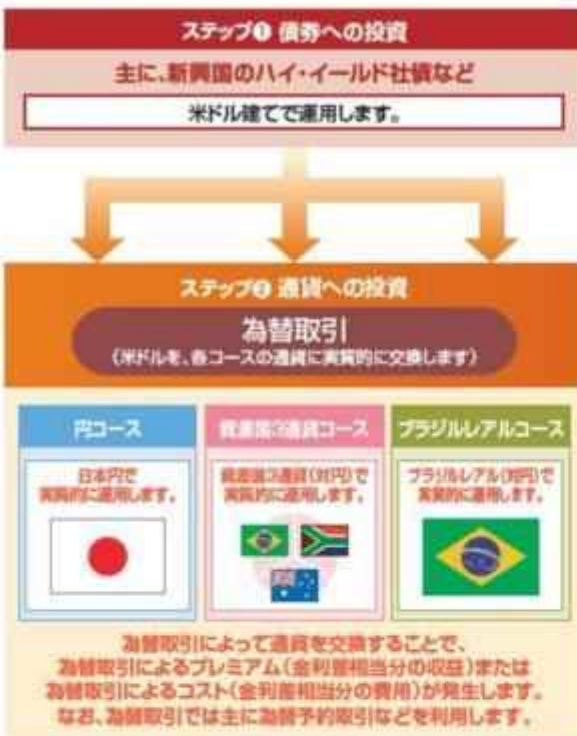 ステップ❶ 債券への投資
主に、新興国のハイ・イールド社債など
米ドル建てで運用します。
ステップ❷ 通貨への投資
為替取引
(米ドルを、各コースの通貨に実質的に交換します)
円コース
資源国3通貨コース
ブラジルレアルコース
日本円で
実質的に運用します。
資源国3通貨(対円)で
実質的に運用します。
ブラジルレアル(対円)で
実質的に運用します。
為替取引によって通貨を交換することで、
為替取引によるプレミアム(金利差相当分の収益)または
為替取引によるコスト(金利差相当分の費用)が発生します。
なお、為替取引では主に為替予約取引などを利用します。